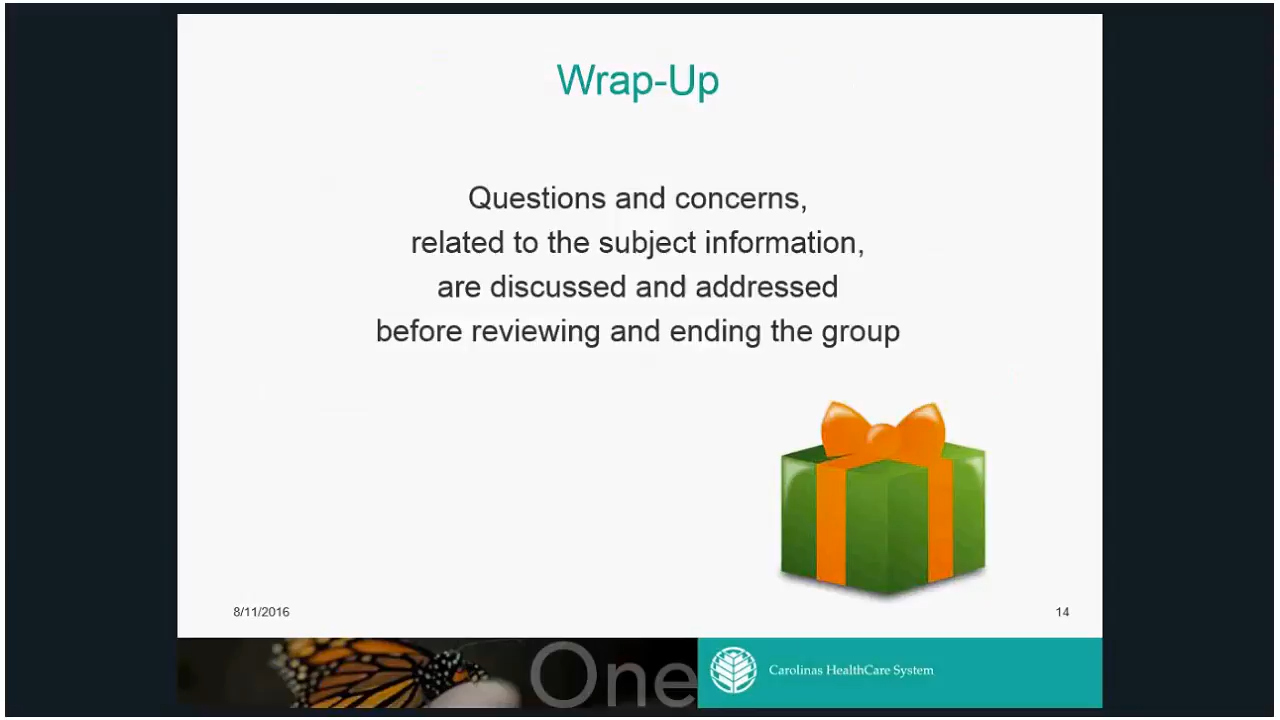 Wrap-Up
Questions and concerns,
related to the subject information,
are discussed and addressed
before reviewing and ending the group
8/11/2016
14
One
Carolinas HealthCare System